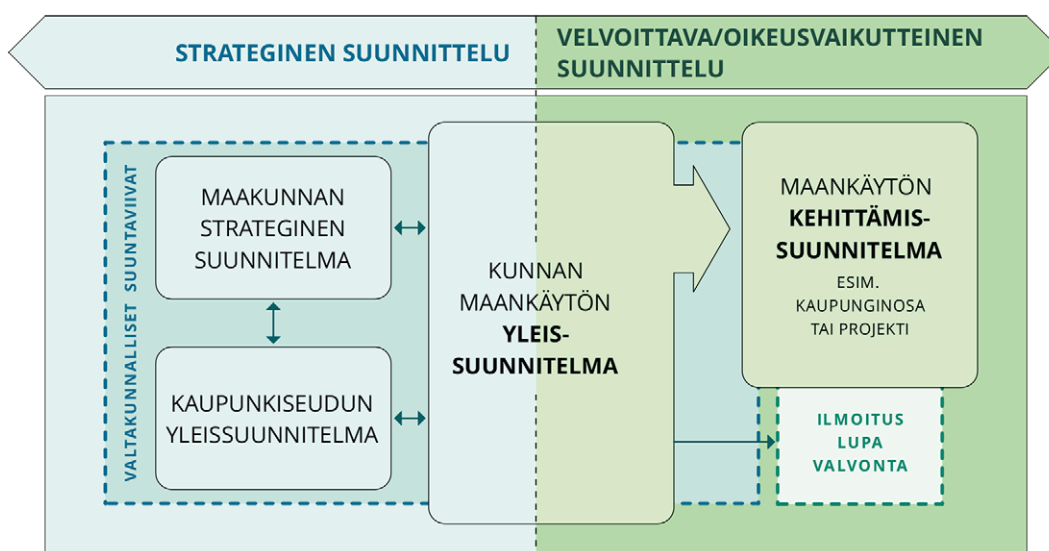 STRATEGINEN SUUNNITTELU
VELVOITTAVA/OIKEUSVAIKUTTEINEN
SUUNNITTELU
VALTAKUNNALLISET SUUNTAVIIVAT
MAAKUNNAN
STRATEGINEN
SUUNNITELMA
KAUPUNKISEUDUN
YLEISSUUNNITELMA
KUNNAN
MAANKÄYTÖN
YLEIS-
SUUNNITELMA
MAANKÄYTÖN
KEHITTÄMIS-
SUUNNITELMA
ESIM.
KAUPUNGINOSA
TAI PROJEKTI
ILMOITUS
LUPA
VALVONTA